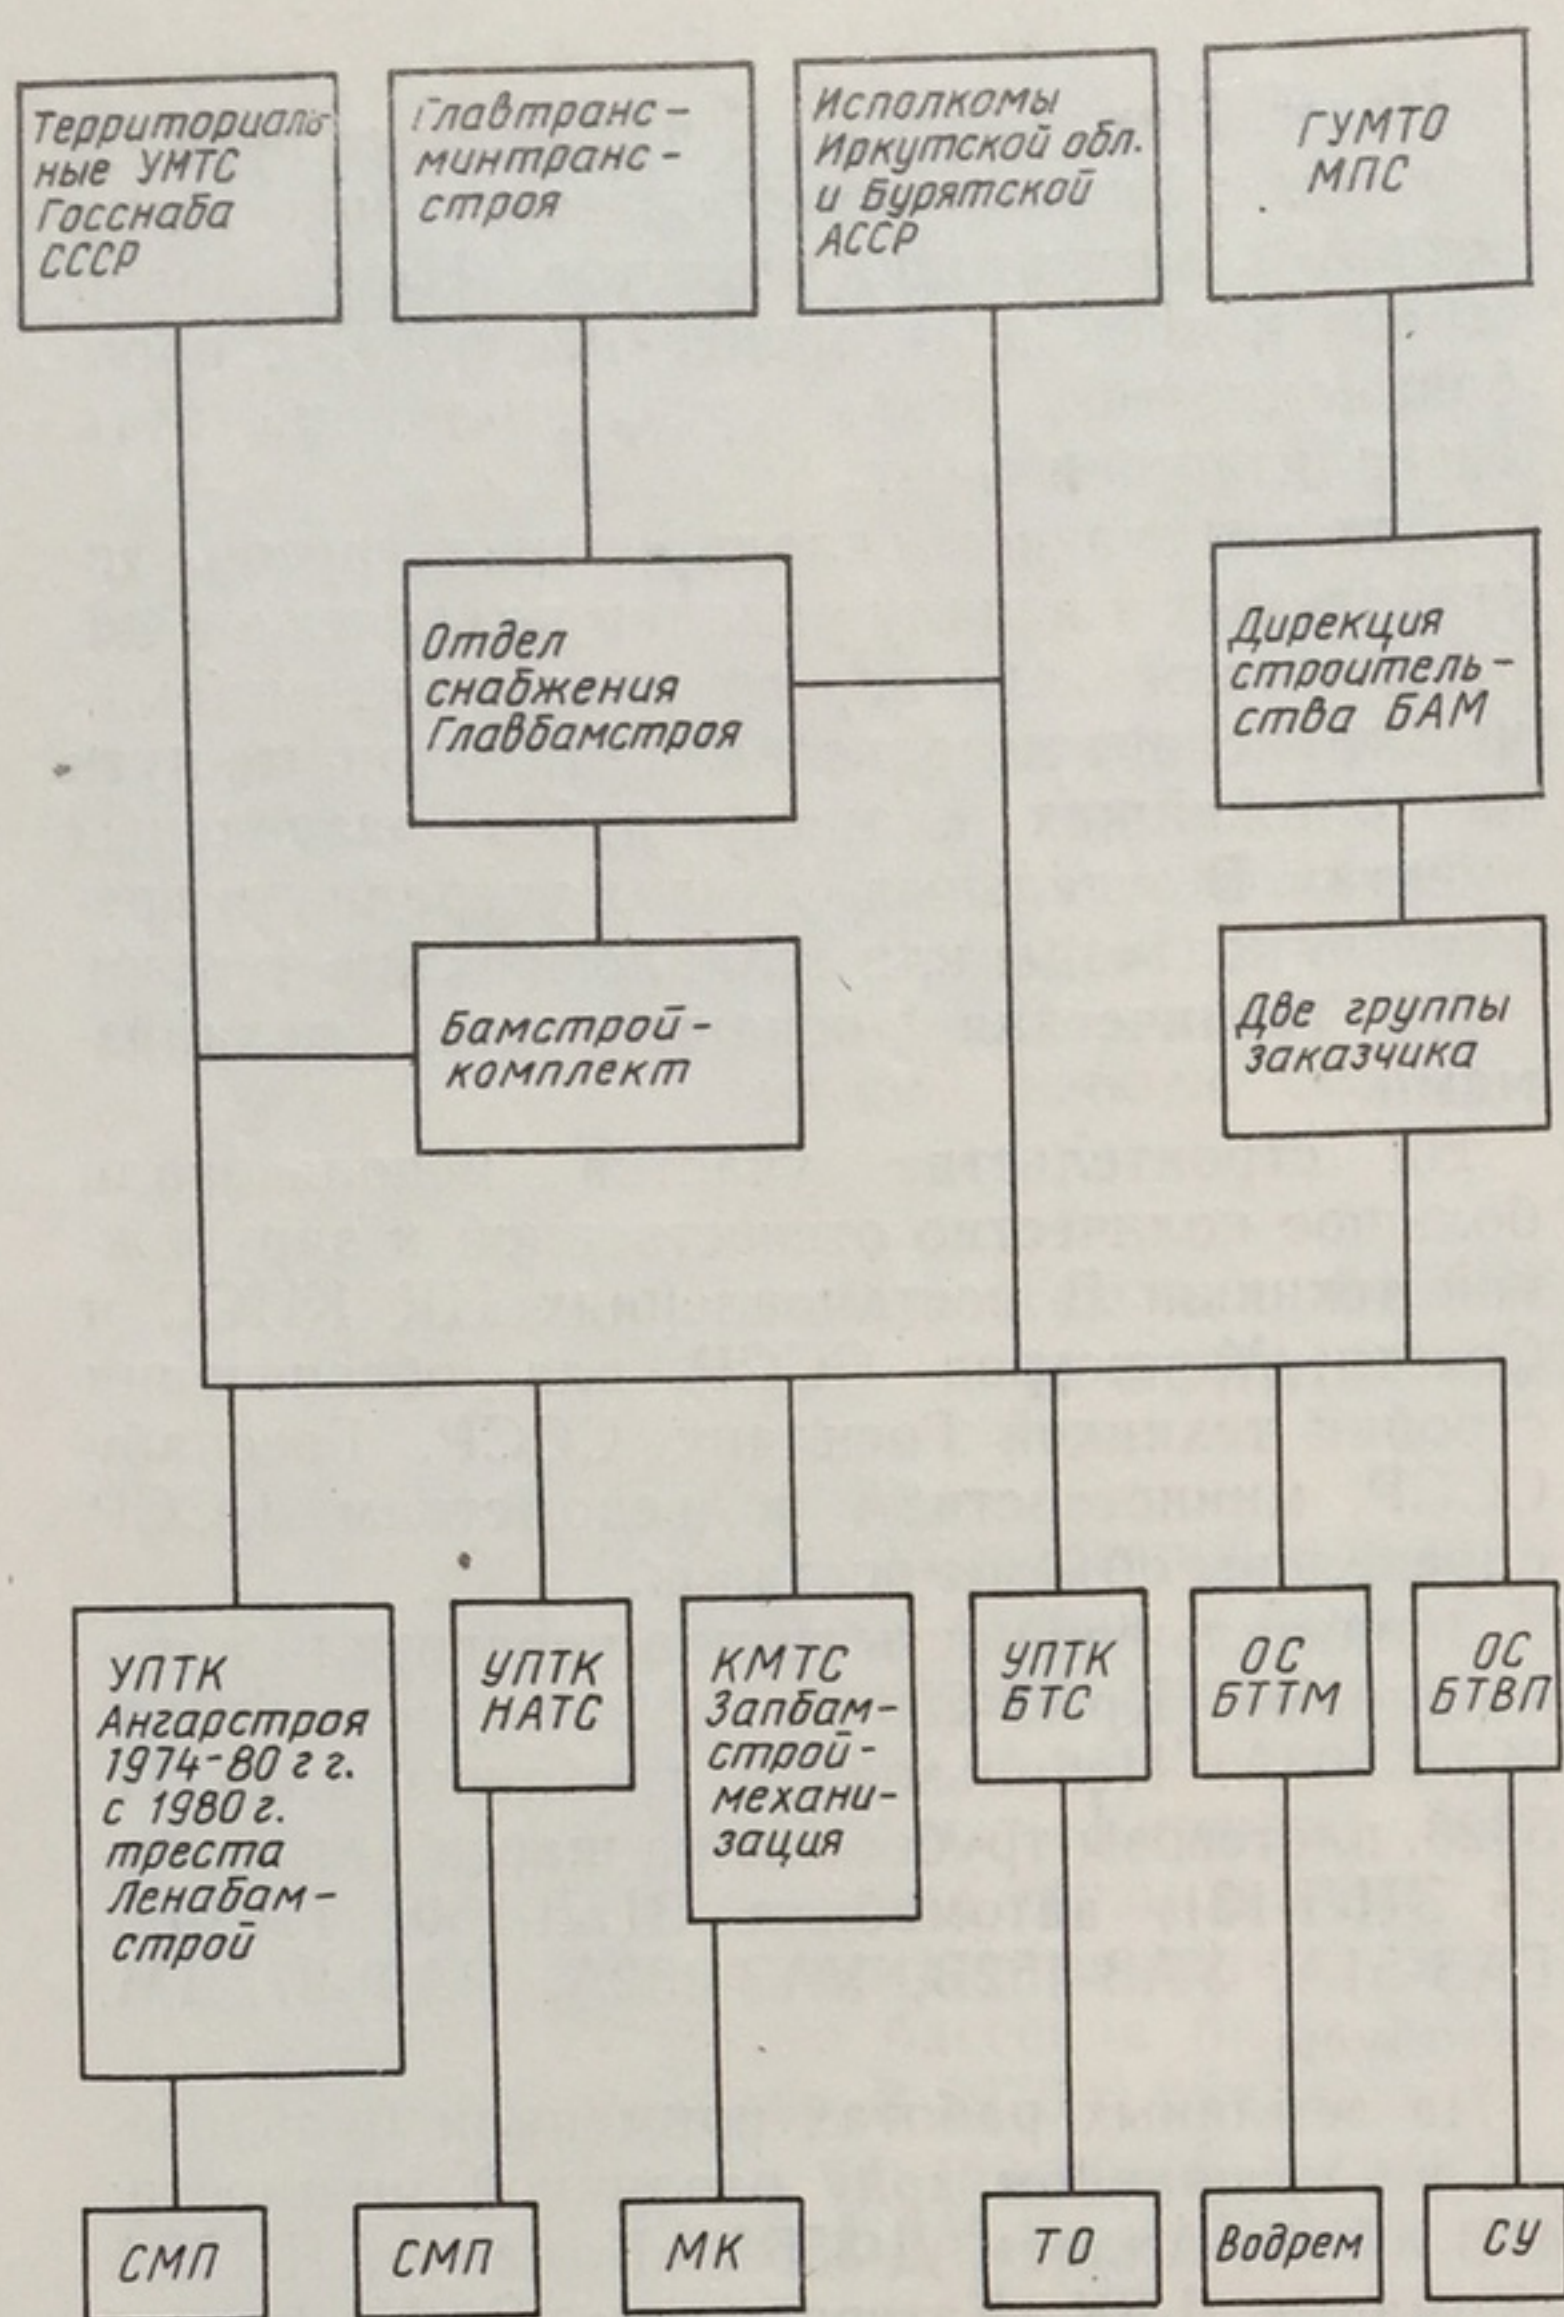 Территориаль
ные УМТС
Госснаба
СССР
Главтранс-
минтранс-
строя
Исполкомы
Иркутской обл.
и Бурятской
АССР
ГУМТО
МПС
Отдел
снабжения
Главбамстроя
Дирекция
строитель-
ства БАМ
Бамстрой-
комплект
Две группы
заказчика
УПТК
Ангарстроя
1974-80 гг.
с 1980 г.
треста
Ленабам-
строй
УПТК
НАТС
КМТС
Запбам-
строй-
механи-
зация
УПТК
БТС
ОС
БТТМ
ОС
БТВП
СМП
СМП
МК
ТО
Водрем
СУ